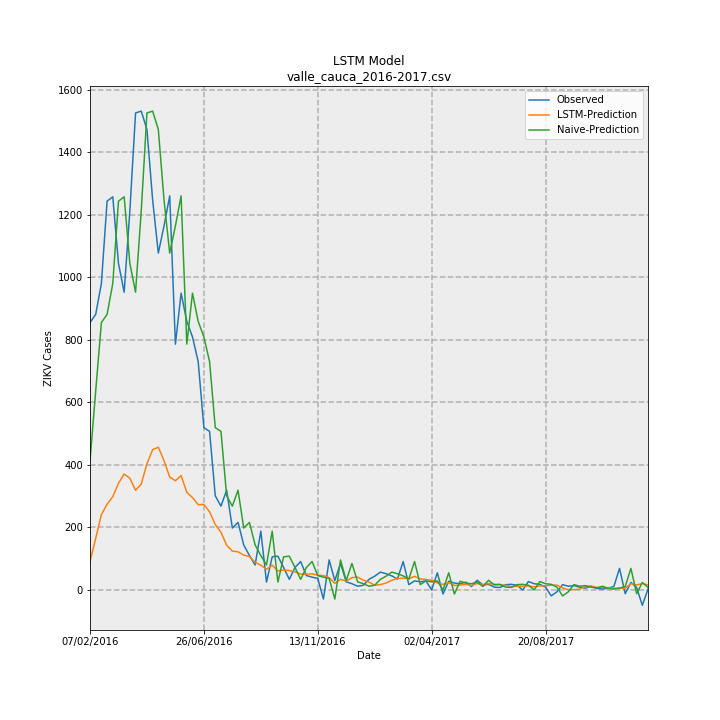 LSTM Model
valle_cauca_2016-2017.csv
Observed
LSTM-Prediction
Naive-Prediction
ZIKV Cases
1600
1400
1200
1000
800
600
400
200
0
07/02/2016
26/06/2016
13/11/2016
02/04/2017
20/08/2017
Date